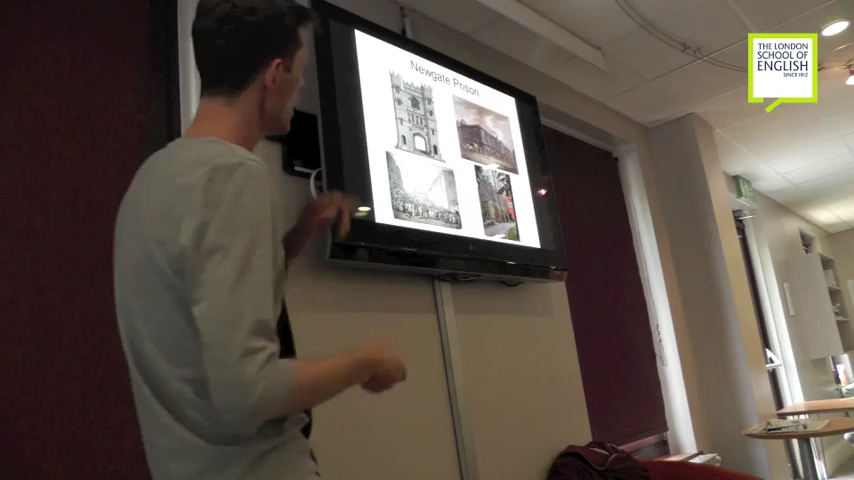 Newgate Prison
THE LONDON
SCHOOL OF
ENGLISH
SINCE 1912